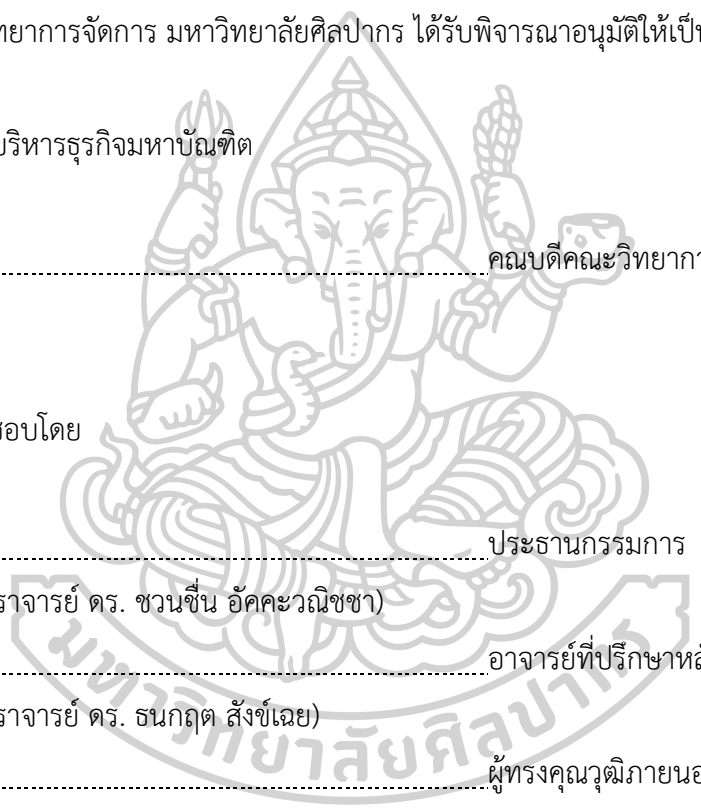 ทยาการจัดการ มหาวิทยาลัยศิลปากร ได้รับพิจารณาอนุมัติให้เป็น
บริหารธุรกิจมหาบัณฑิต
คณบดีคณะวิทยากา
สอบโดย
ประธานกรรมการ
ราจารย์ ดร. ชวนชื่น อัคคะวณิชชา)
อาจารย์ที่ปรึกษาหลั
ราจารย์ ดร. ธนกฤต สังข์เฉย)
ผู้ทรงคุณวุฒิภายนอ
มหาวิทยาลัยศิลปากร